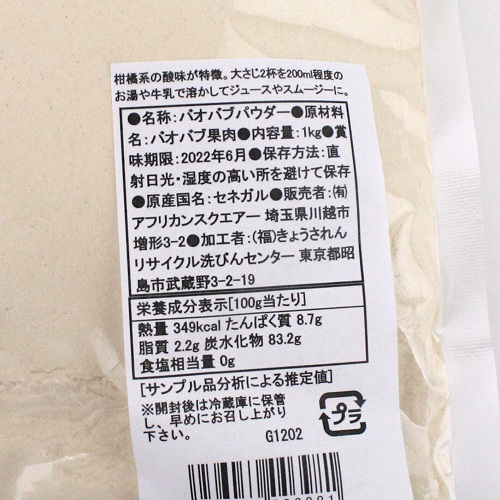 柑橘系の酸味が特徴。大さじ2杯を200ml程度の
お湯や牛乳で溶かしてジュースやスムージーに。
●名称:バオバブパウダー●原材料
名:バオバブ果肉●内容量:1kg●賞
味期限:2022年6月●保存方法:直
射日光・湿度の高い所を避けて保存
●原産国名:セネガル●販売者:(有)
アフリカンスクエアー 埼玉県川越市
増形3-2●加工者:(福)きょうされん
リサイクル洗びんセンター 東京都昭
島市武蔵野3-2-19
栄養成分表示[100g当たり]
熱量 349kcal たんぱく質 8.7g
脂質 2.2g 炭水化物 83.2g
食塩相当量 0g
[サンプル品分析による推定値]
※開封後は冷蔵庫に保管
し、早めにお召し上がり
下さい。
G1202
プラ